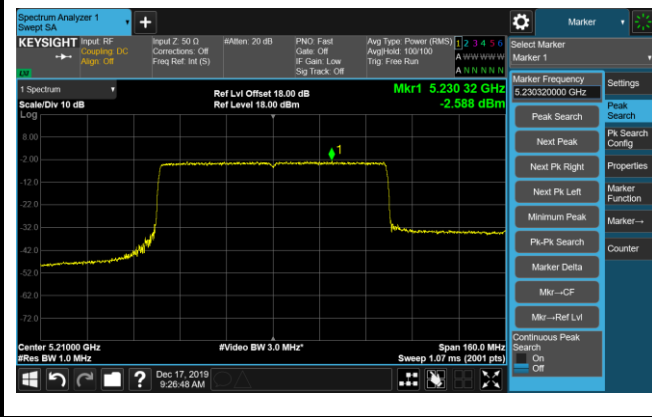 Spectrum Analyzer 1
Swept SA
+
Marker
KEYSIGHT
Input: RF
Coupling: DC
Align: Off
Input Z: 50 Ω
Corrections: Off
Freq Ref: Int (S)
#Atten: 20 dB
PNO: Fast
Gate: Off
IF Gain: Low
Sig Track: Off
Avg Type: Power (RMS)
Avg|Hold: 100/100
Trig: Free Run
1 2 3 4 5 6
A W W W W W
A N N N N N
Select Marker
Marker 1
LXI
1 Spectrum
Scale/Div 10 dB
Log
Ref Lvl Offset 18.00 dB
Ref Level 18.00 dBm
Mkr1 5.230 32 GHz
-2.588 dBm
8.00
-2.00
-12.0
-22.0
-32.0
-42.0
-52.0
-62.0
-72.0
1
Center 5.21000 GHz
#Res BW 1.0 MHz
#Video BW 3.0 MHz*
Span 160.0 MHz
Sweep 1.07 ms (2001 pts)
Marker Frequency
5.230320000 GHz
Peak Search
Next Peak
Next Pk Right
Next Pk Left
Minimum Peak
Pk-Pk Search
Marker Delta
Mkr→CF
Mkr→Ref Lvl
Continuous Peak
Search
On
Off
Settings
Peak
Search
Pk Search
Config
Properties
Marker
Function
Marker→
Counter
?
Dec 17, 2019
9:26:48 AM